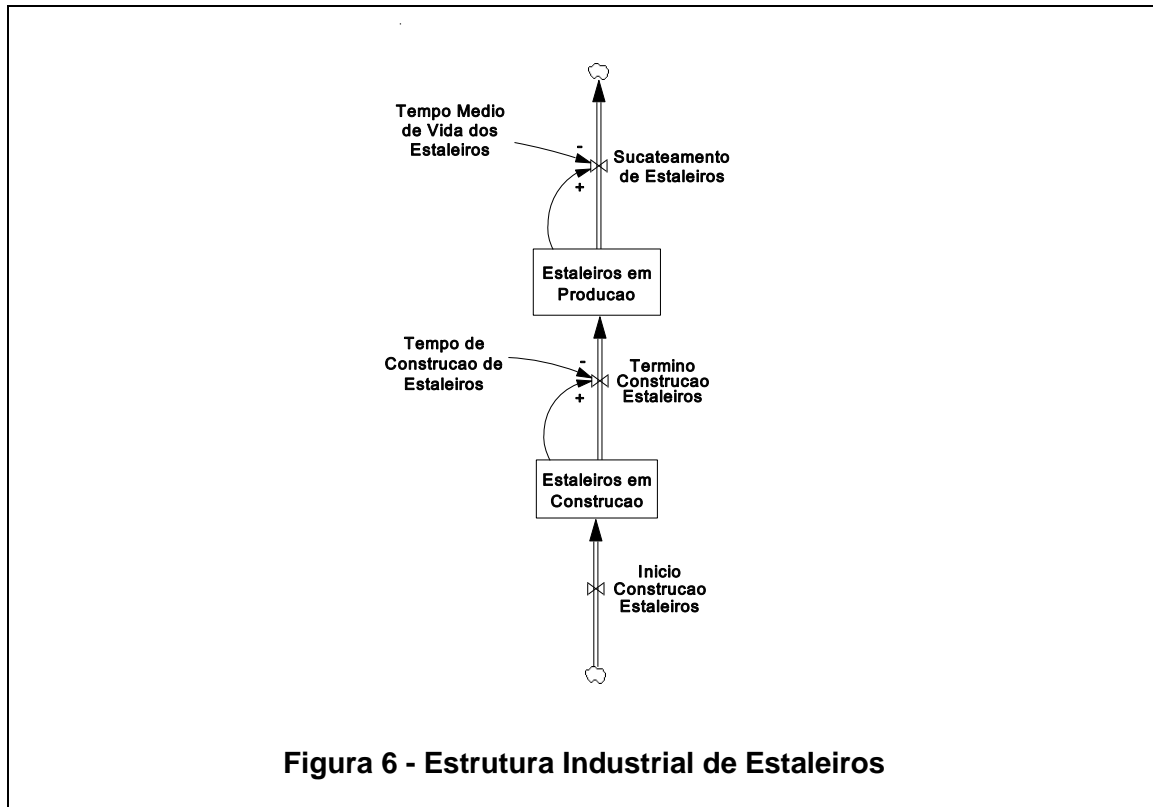 Tempo Medio
de Vida dos
Estaleiros
-
+
Sucateamento
de Estaleiros
Estaleiros em
Producao
Tempo de
Construcao de
Estaleiros
-
+
Termino
Construcao
Estaleiros
Estaleiros em
Construcao
Inicio
Construcao
Estaleiros
Figura 6 - Estrutura Industrial de Estaleiros